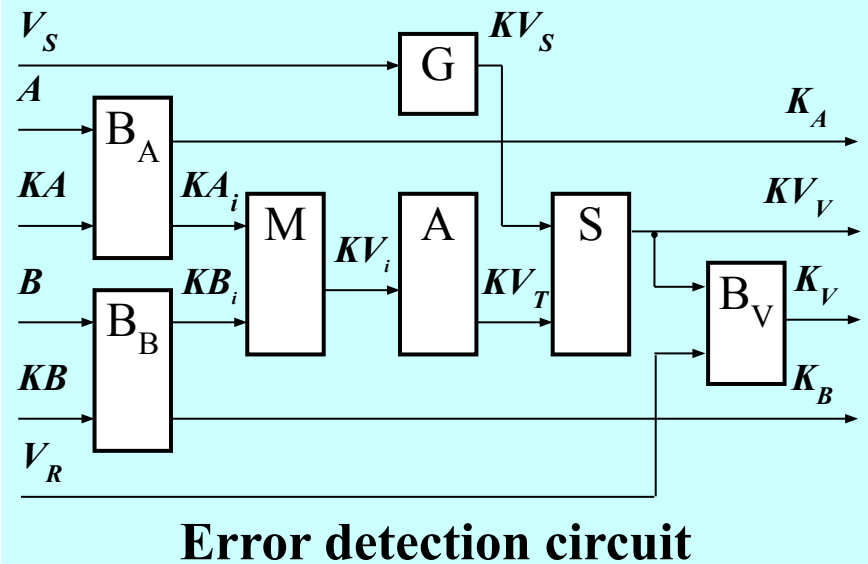 V_S
KV_S
G
A
B_A
K_A
KA
KA_i
M
A
S
KV_V
KV_i
B
KB_i
KV_T
B_V
K_V
B_B
KB
K_B
V_R
Error detection circuit